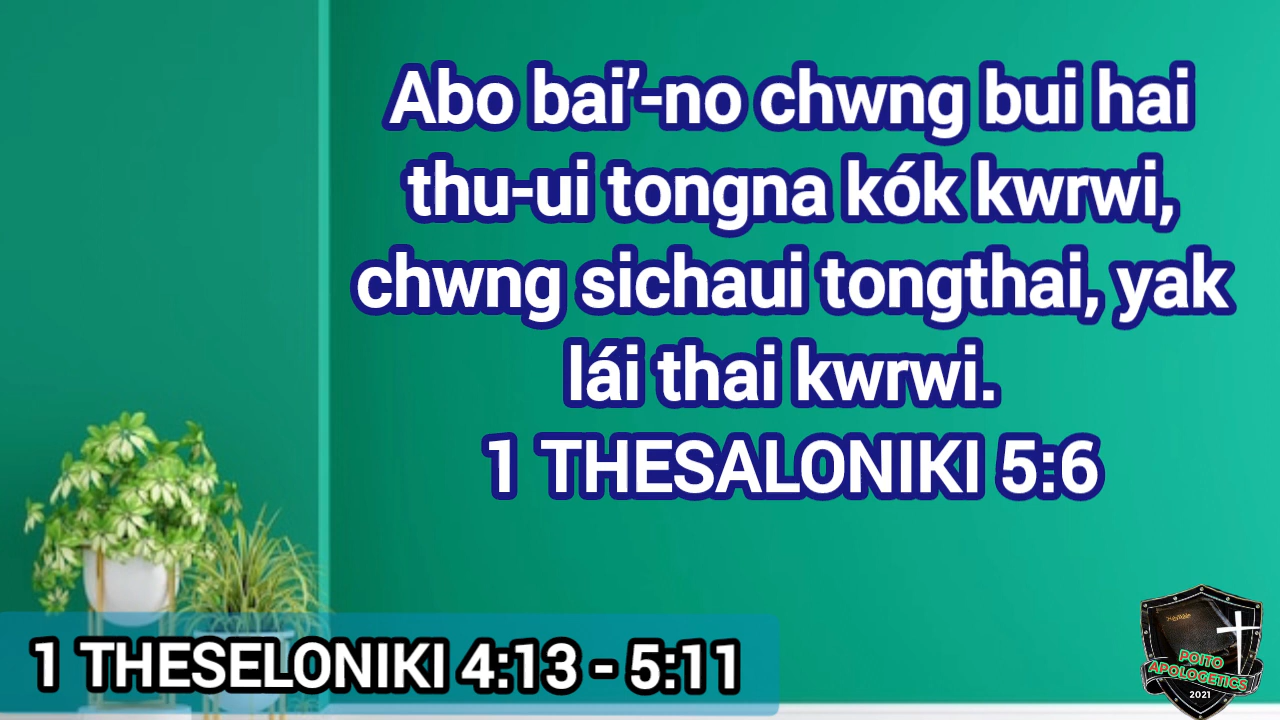 Abo bai’-no chwng bui hai
thu-ui tongna kók kwrwi,
chwng sichaui tongthai, yak
lái thai kwrwi.
1 THESALONIKI 5:6
1 THESELONIKI 4:13 - 5:11
POITO
APOLOGETICS
2021